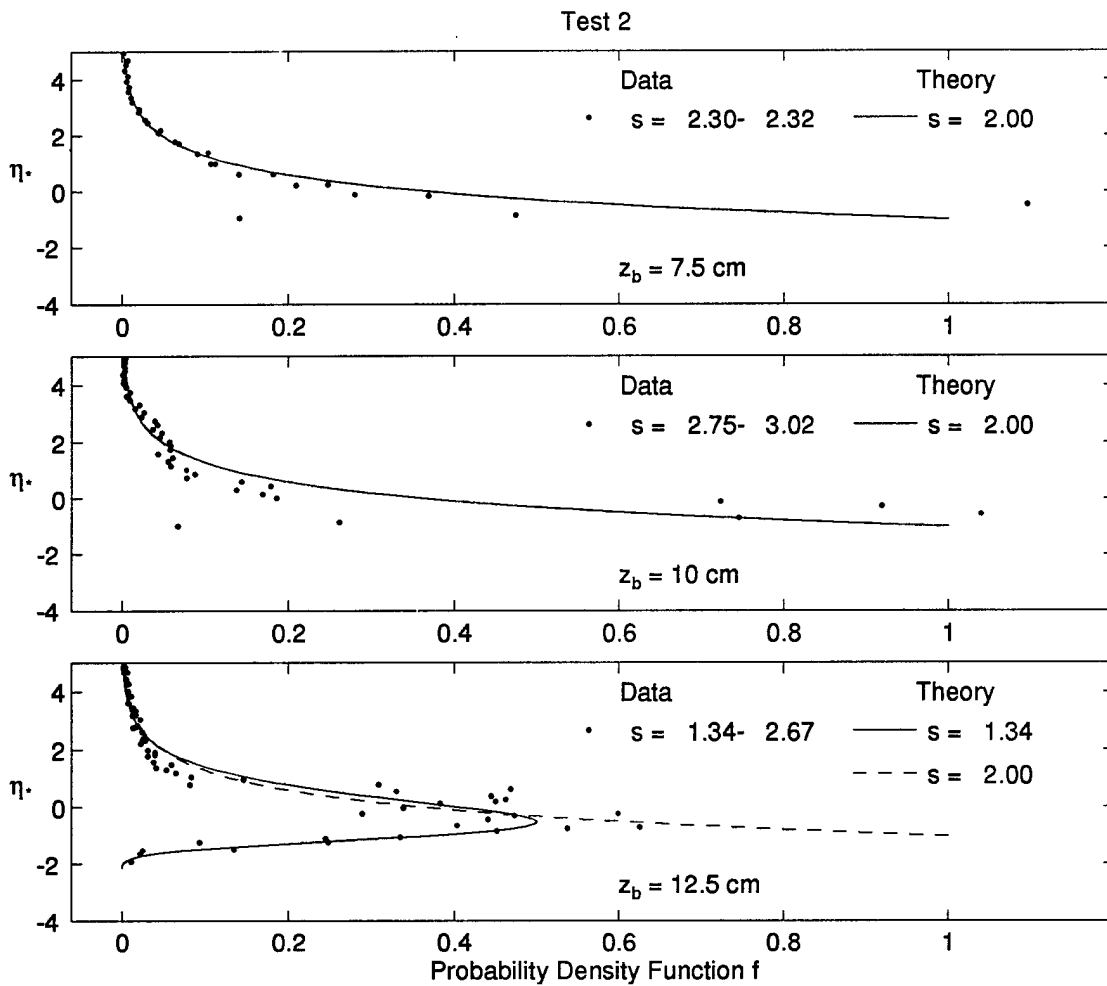 Test 2
Data Theory
s = 2.30- 2.32 s = 2.00
η*
z_b = 7.5 cm
4
2
0
-2
-4
0 0.2 0.4 0.6 0.8 1
Data Theory
s = 2.75- 3.02 s = 2.00
η*
z_b = 10 cm
4
2
0
-2
-4
0 0.2 0.4 0.6 0.8 1
Data Theory
s = 1.34- 2.67 s = 1.34
s = 2.00
η*
z_b = 12.5 cm
4
2
0
-2
-4
0 0.2 0.4 0.6 0.8 1
Probability Density Function f